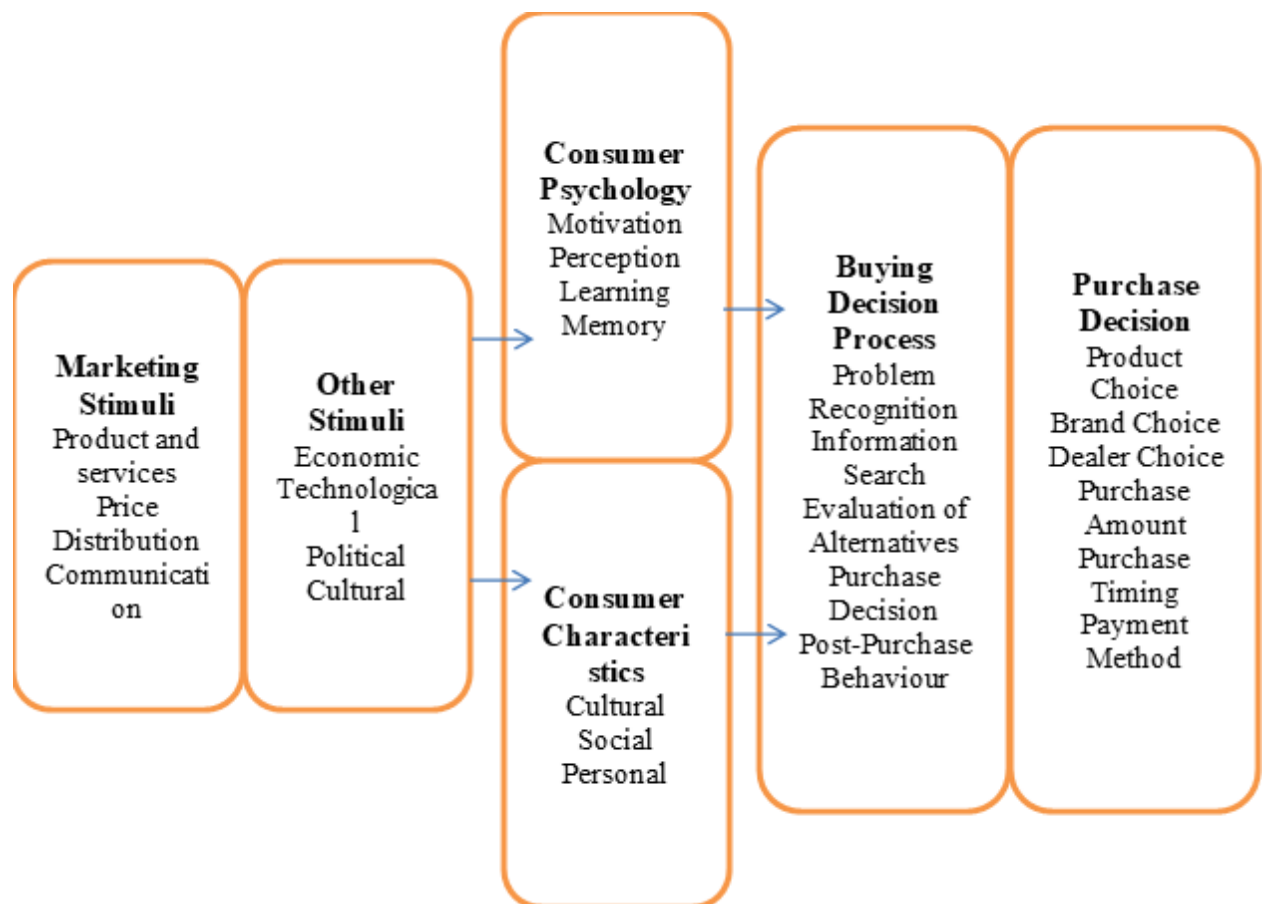 Marketing
Stimuli
Product and
services
Price
Distribution
Communicati
on
Other
Stimuli
Economic
Technologica
l
Political
Cultural
Consumer
Psychology
Motivation
Perception
Learning
Memory
Consumer
Characteri
stics
Cultural
Social
Personal
Buying
Decision
Process
Problem
Recognition
Information
Search
Evaluation of
Alternatives
Purchase
Decision
Post-Purchase
Behaviour
Purchase
Decision
Product
Choice
Brand Choice
Dealer Choice
Purchase
Amount
Purchase
Timing
Payment
Method